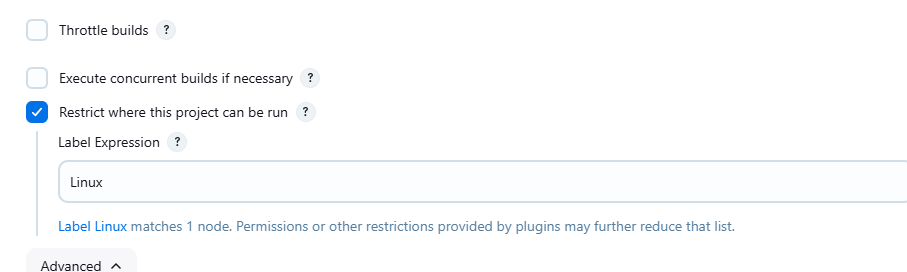 Throttle builds ?
Execute concurrent builds if necessary ?
Restrict where this project can be run ?
Label Expression ?
Linux
Label Linux matches 1 node. Permissions or other restrictions provided by plugins may further reduce that list.
Advanced